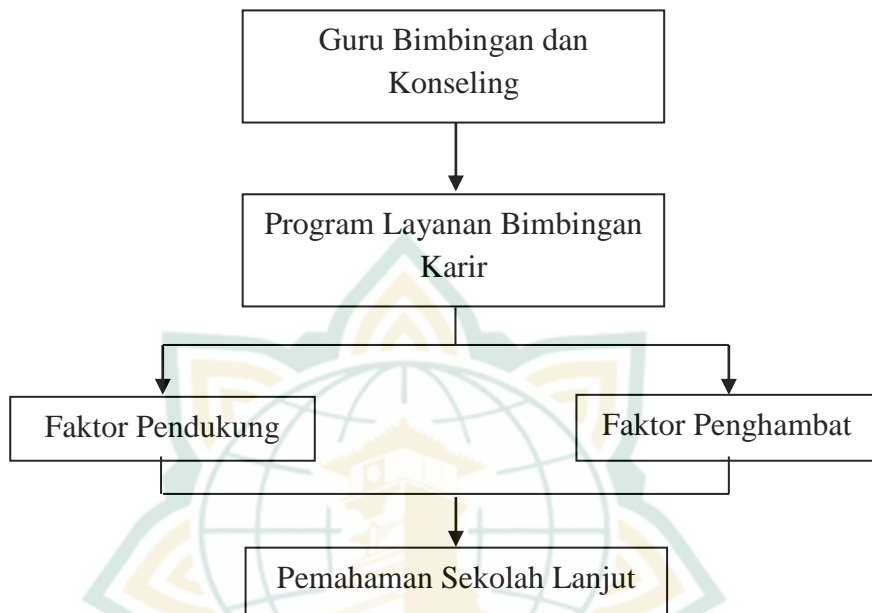 Guru Bimbingan dan
Konseling
Program Layanan Bimbingan
Karir
Faktor Pendukung
Faktor Penghambat
Pemahaman Sekolah Lanjut